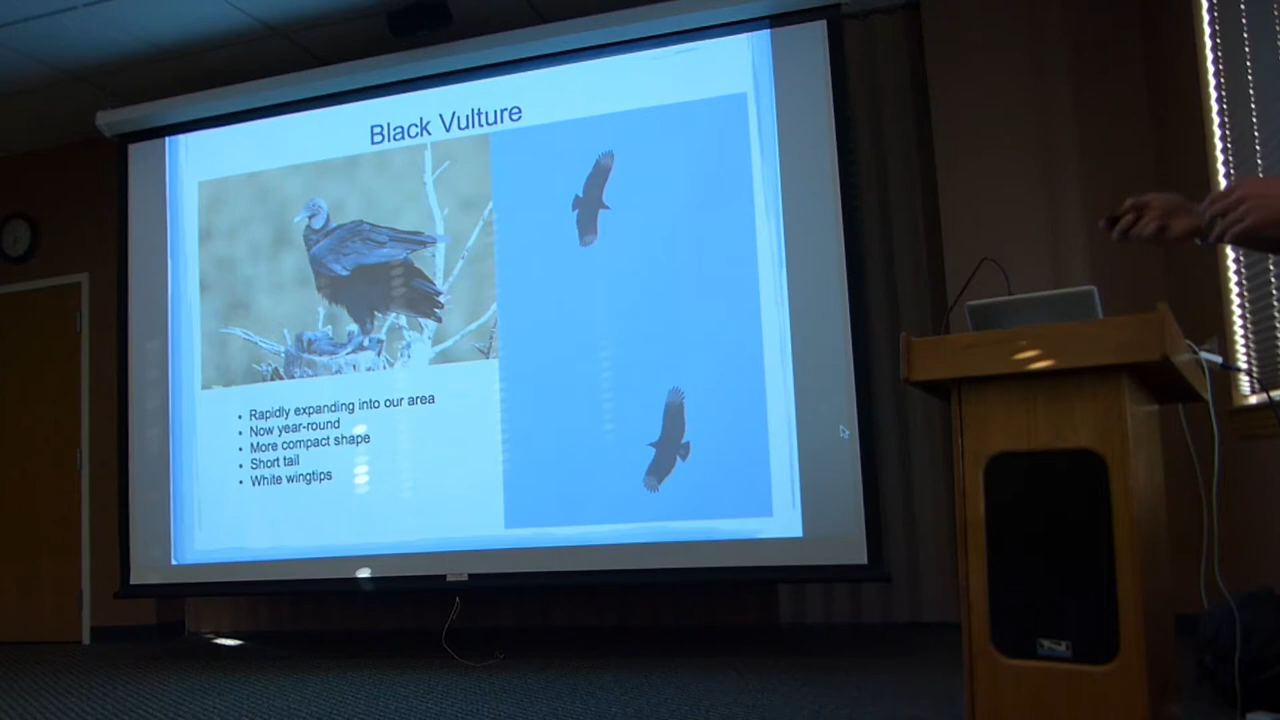 Black Vulture
• Rapidly expanding into our area
• Now year-round
• More compact shape
• Short tail
• White wingtips